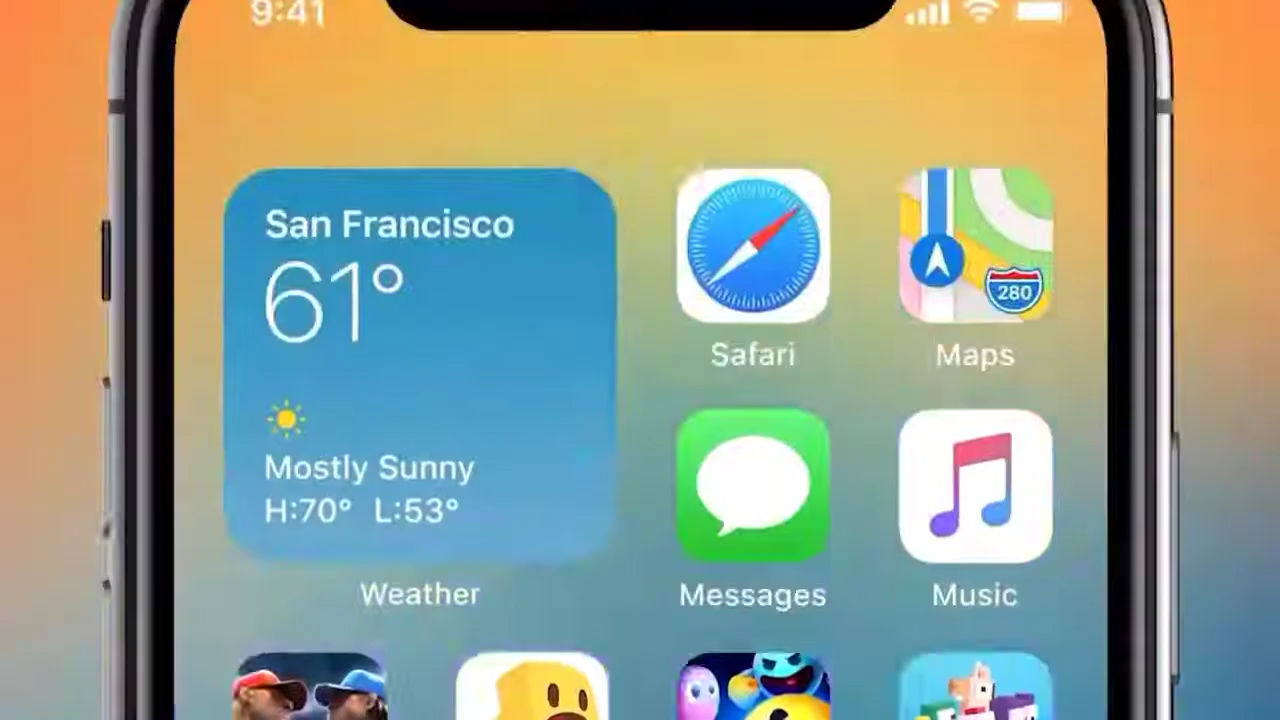 9:41
San Francisco
61°
Mostly Sunny
H:70° L:53°
Weather
Safari
280
Maps
Messages
Music